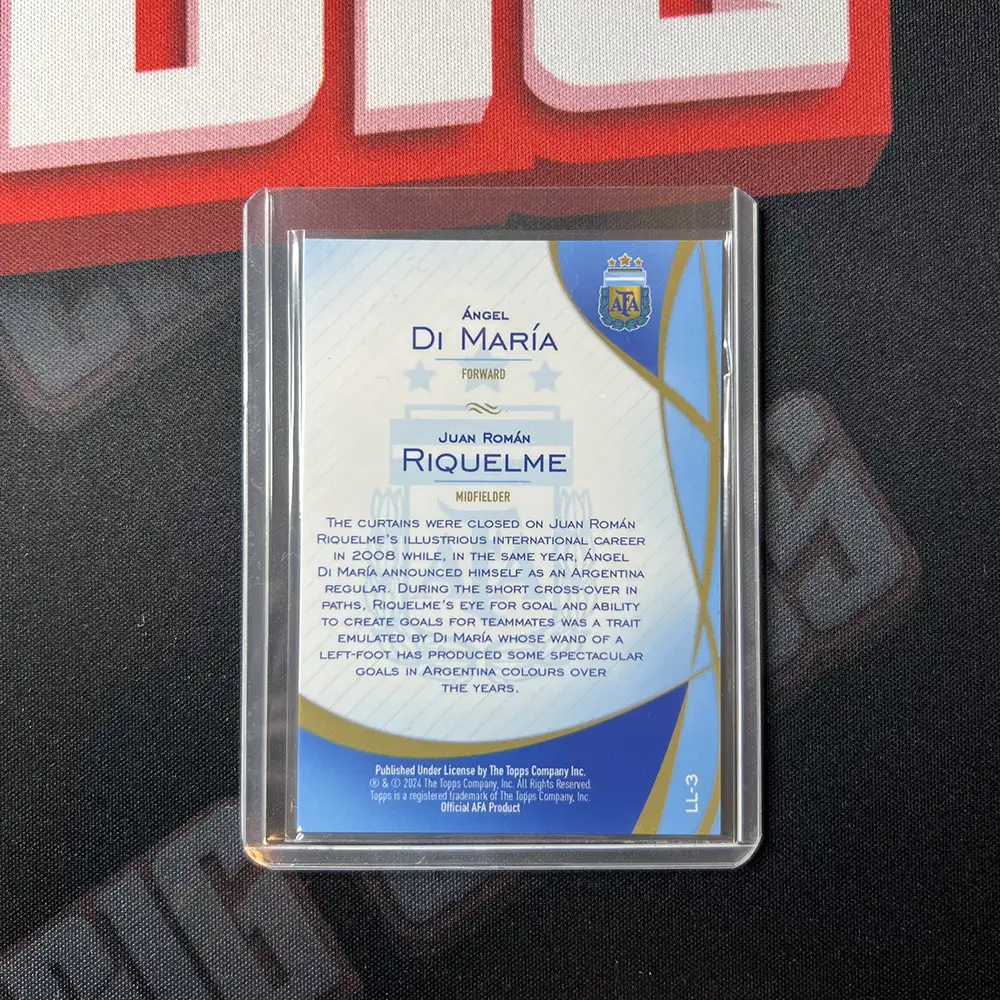 BIG
AFA
ÁNGEL
DI MARÍA
FORWARD
JUAN ROMÁN
RIQUELME
MIDFIELDER
THE CURTAINS WERE CLOSED ON JUAN ROMÁN
RIQUELME'S ILLUSTRIOUS INTERNATIONAL CAREER
IN 2008 WHILE, IN THE SAME YEAR, ÁNGEL
DI MARÍA ANNOUNCED HIMSELF AS AN ARGENTINA
REGULAR. DURING THE SHORT CROSS-OVER IN
PATHS, RIQUELME'S EYE FOR GOAL AND ABILITY
TO CREATE GOALS FOR TEAMMATES WAS A TRAIT
EMULATED BY DI MARÍA WHOSE WAND OF A
LEFT-FOOT HAS PRODUCED SOME SPECTACULAR
GOALS IN ARGENTINA COLOURS OVER
THE YEARS.
Published Under License by The Topps Company Inc.
® & © 2024 The Topps Company, Inc. All Rights Reserved.
Topps is a registered trademark of The Topps Company, Inc.
Official AFA Product
LL-3
BIG